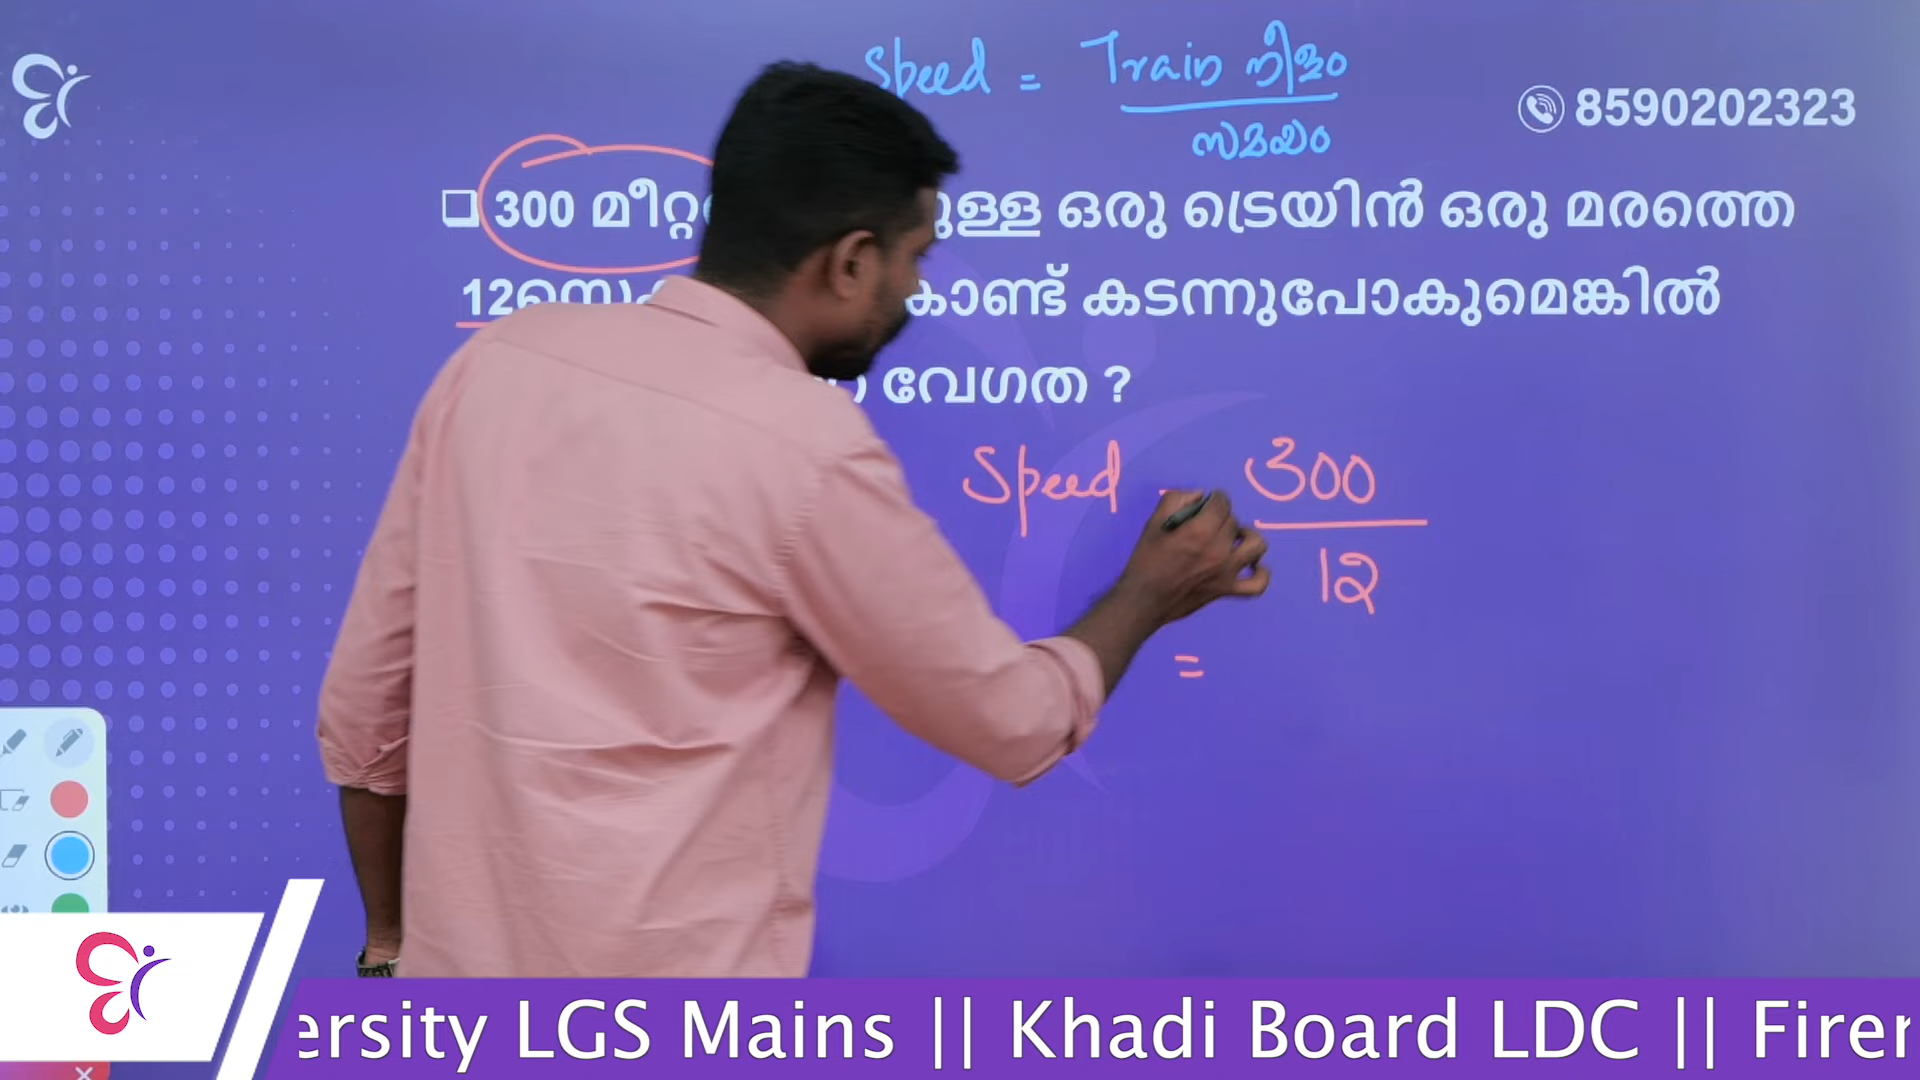 Speed = Train നീളം
സമയം
8590202323
300 മീറ്റ ുള്ള ഒരു ട്രെയിൻ ഒരു മരത്തെ
12സെക കൊണ്ട് കടന്നുപോകുമെങ്കിൽ
വേഗത ?
Speed = 300
12
=
ersity LGS Mains || Khadi Board LDC || Firer